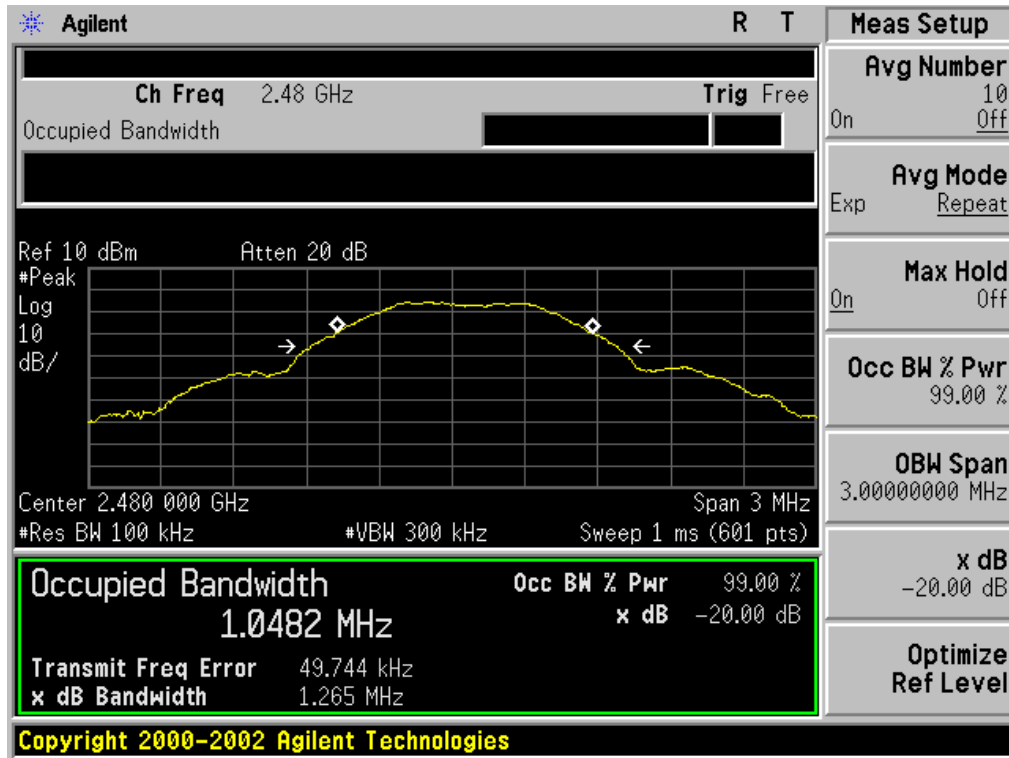 Agilent R T
Ch Freq 2.48 GHz Trig Free
Occupied Bandwidth
Ref 10 dBm Atten 20 dB
#Peak
Log
10
dB/
Center 2.480 000 GHz Span 3 MHz
#Res BW 100 kHz #VBW 300 kHz Sweep 1 ms (601 pts)
Occupied Bandwidth
1.0482 MHz
Occ BW % Pwr 99.00 %
x dB -20.00 dB
Transmit Freq Error 49.744 kHz
x dB Bandwidth 1.265 MHz
Copyright 2000-2002 Agilent Technologies
Meas Setup
Avg Number
10
On Off
Avg Mode
Exp Repeat
Max Hold
On Off
Occ BW % Pwr
99.00 %
OBW Span
3.00000000 MHz
x dB
-20.00 dB
Optimize
Ref Level